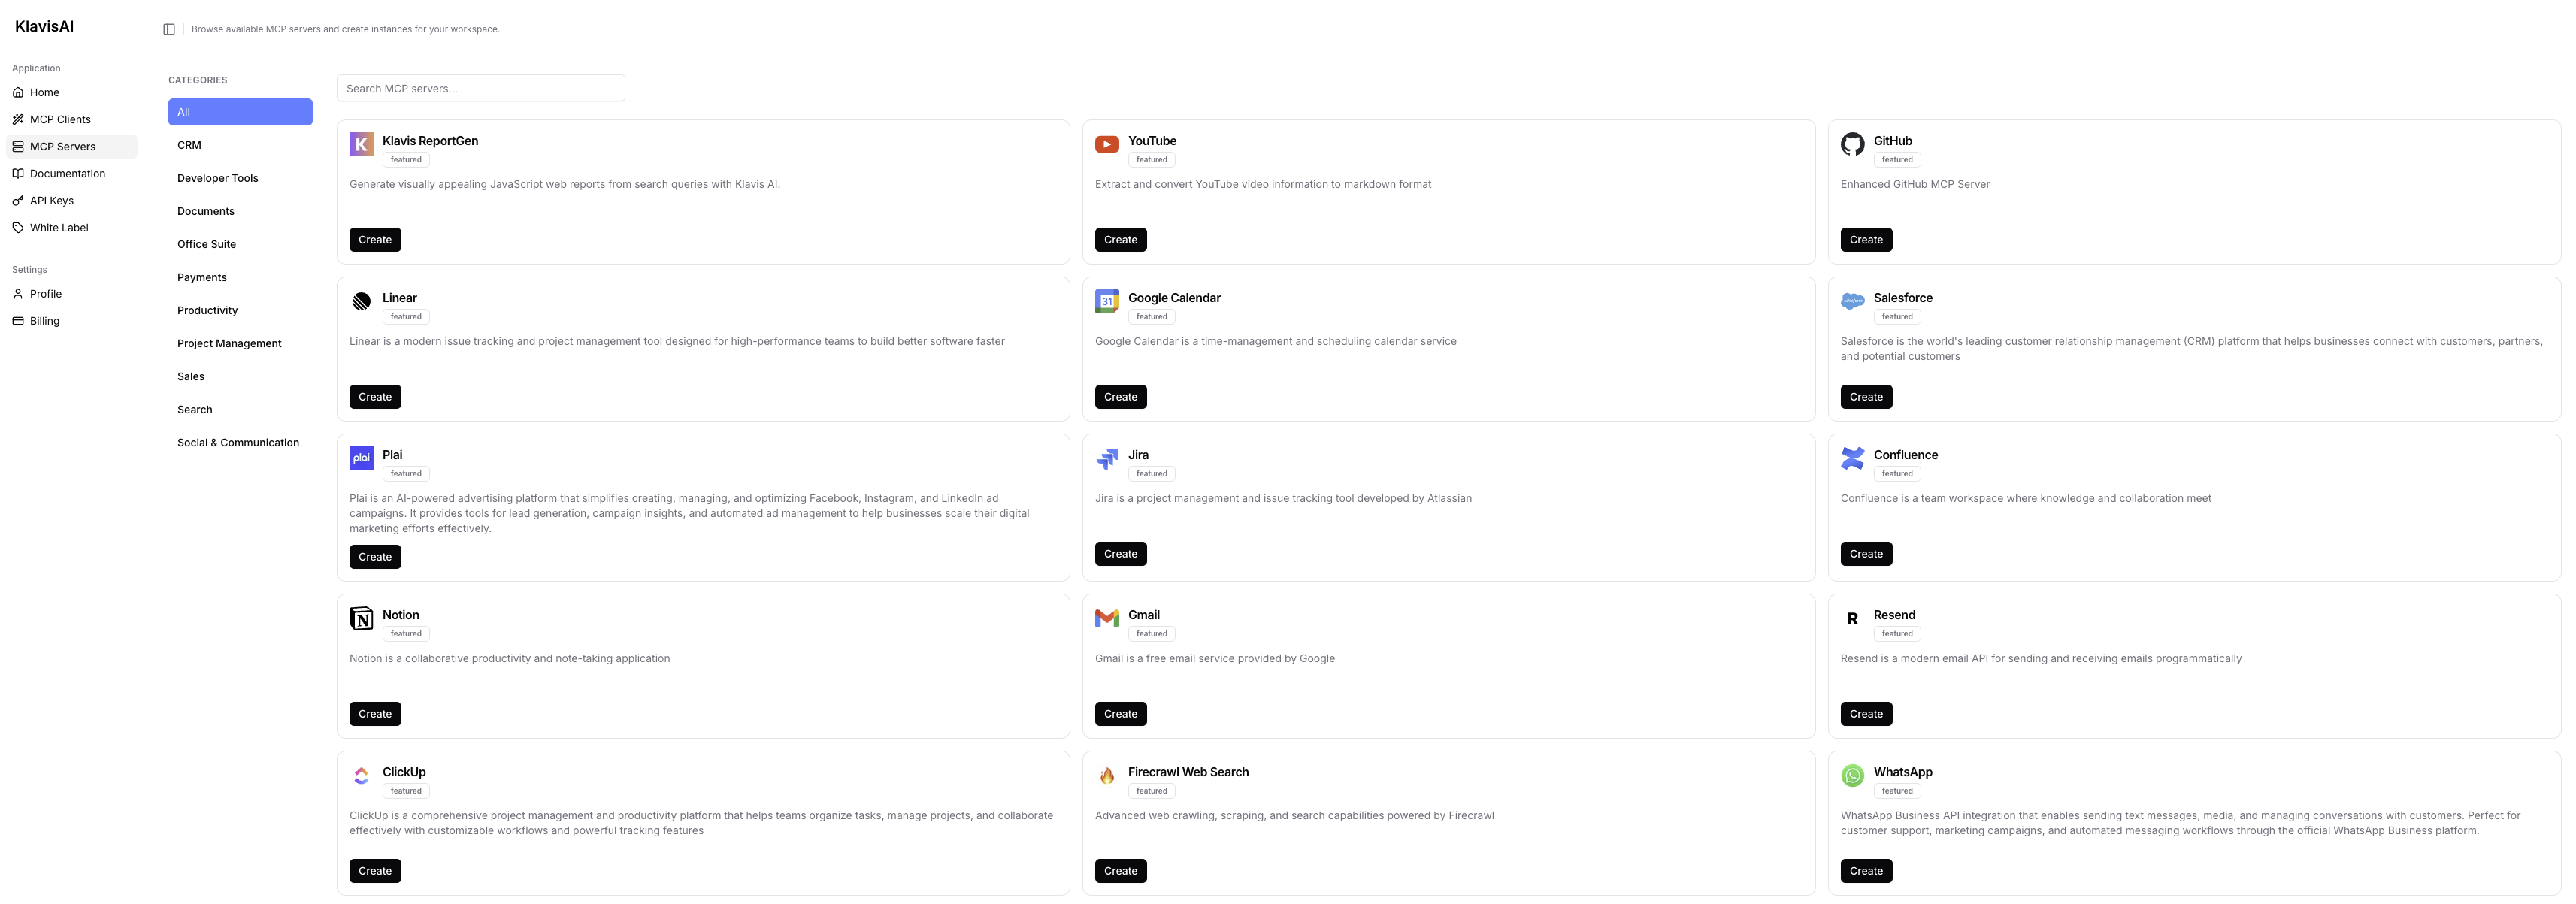 KlavisAI
Application
Home
MCP Clients
MCP Servers
Documentation
API Keys
White Label
Settings
Profile
Billing
Browse available MCP servers and create instances for your workspace.
CATEGORIES
All
CRM
Developer Tools
Documents
Office Suite
Payments
Productivity
Project Management
Sales
Search
Social & Communication
Search MCP servers...
K
Klavis ReportGen
featured
Generate visually appealing JavaScript web reports from search queries with Klavis AI.
Create
YouTube
featured
Extract and convert YouTube video information to markdown format
Create
GitHub
featured
Enhanced GitHub MCP Server
Create
Linear
featured
Linear is a modern issue tracking and project management tool designed for high-performance teams to build better software faster
Create
31
Google Calendar
featured
Google Calendar is a time-management and scheduling calendar service
Create
salesforce
Salesforce
featured
Salesforce is the world's leading customer relationship management (CRM) platform that helps businesses connect with customers, partners,
and potential customers
Create
plai
Plai
featured
Plai is an AI-powered advertising platform that simplifies creating, managing, and optimizing Facebook, Instagram, and LinkedIn ad
campaigns. It provides tools for lead generation, campaign insights, and automated ad management to help businesses scale their digital
marketing efforts effectively.
Create
Jira
featured
Jira is a project management and issue tracking tool developed by Atlassian
Create
Confluence
featured
Confluence is a team workspace where knowledge and collaboration meet
Create
N
Notion
featured
Notion is a collaborative productivity and note-taking application
Create
Gmail
featured
Gmail is a free email service provided by Google
Create
R
Resend
featured
Resend is a modern email API for sending and receiving emails programmatically
Create
ClickUp
featured
ClickUp is a comprehensive project management and productivity platform that helps teams organize tasks, manage projects, and collaborate
effectively with customizable workflows and powerful tracking features
Create
Firecrawl Web Search
featured
Advanced web crawling, scraping, and search capabilities powered by Firecrawl
Create
WhatsApp
featured
WhatsApp Business API integration that enables sending text messages, media, and managing conversations with customers. Perfect for
customer support, marketing campaigns, and automated messaging workflows through the official WhatsApp Business platform.
Create